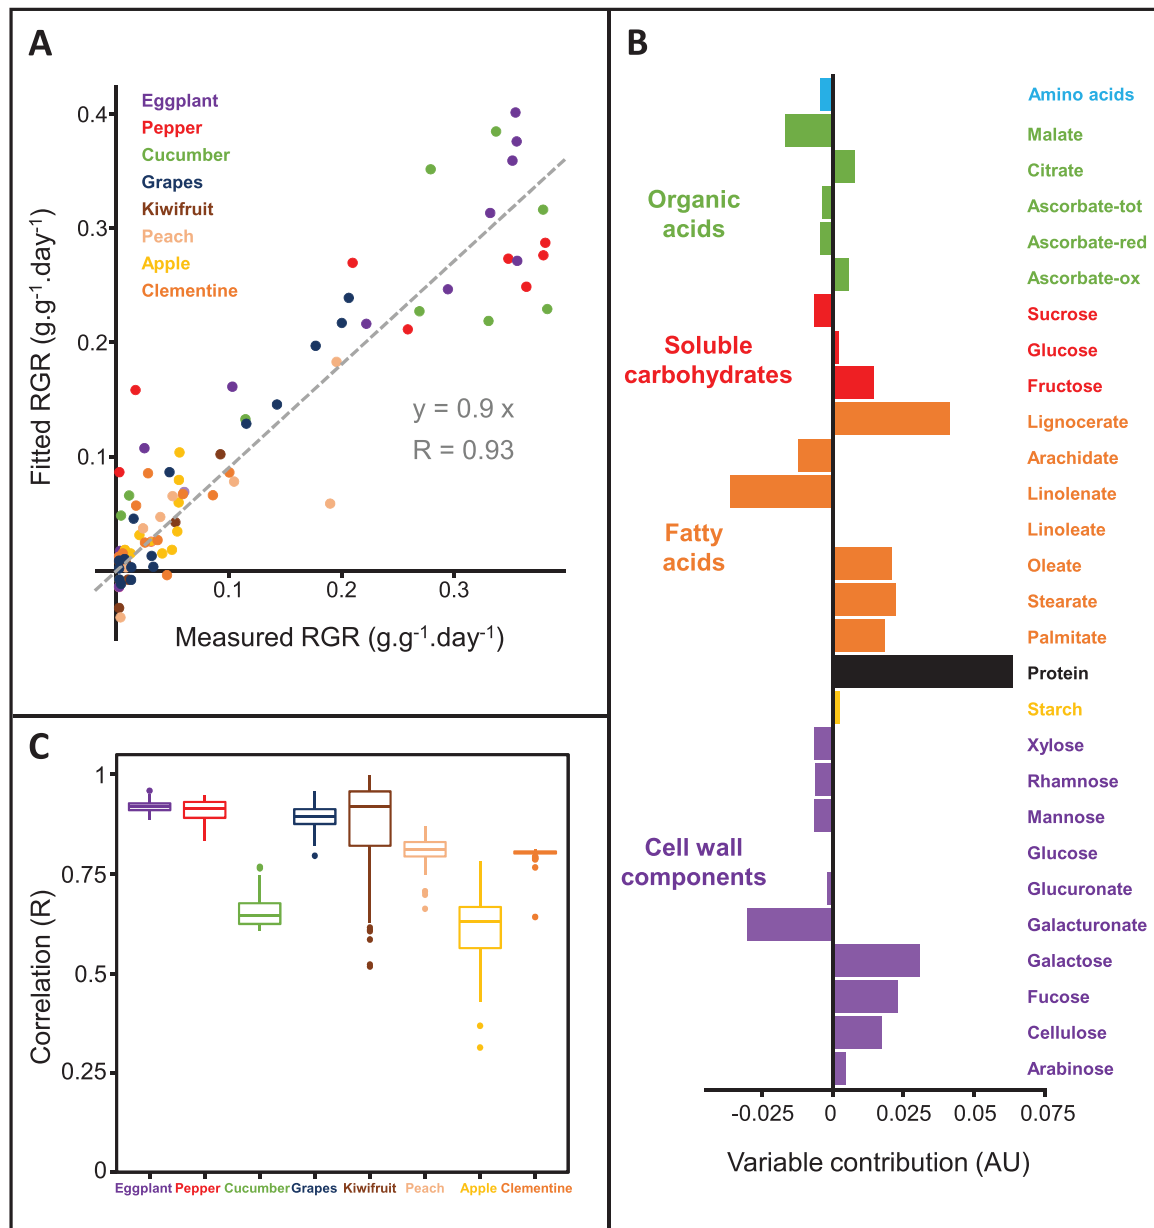 A
Eggplant
Pepper
Cucumber
Grapes
Kiwifruit
Peach
Apple
Clementine
0.4
0.3
0.2
0.1
Fitted RGR (g.g⁻¹.day⁻¹)
y = 0.9 x
R = 0.93
0.1
0.2
0.3
Measured RGR (g.g⁻¹.day⁻¹)
B
Organic
acids
Soluble
carbohydrates
Fatty
acids
Cell wall
components
Amino acids
Malate
Citrate
Ascorbate-tot
Ascorbate-red
Ascorbate-ox
Sucrose
Glucose
Fructose
Lignocerate
Arachidate
Linolenate
Linoleate
Oleate
Stearate
Palmitate
Protein
Starch
Xylose
Rhamnose
Mannose
Glucose
Glucuronate
Galacturonate
Galactose
Fucose
Cellulose
Arabinose
-0.025
0
0.025
0.05
0.075
Variable contribution (AU)
C
1
0.75
0.5
0.25
0
Correlation (R)
Eggplant
Pepper
Cucumber
Grapes
Kiwifruit
Peach
Apple
Clementine